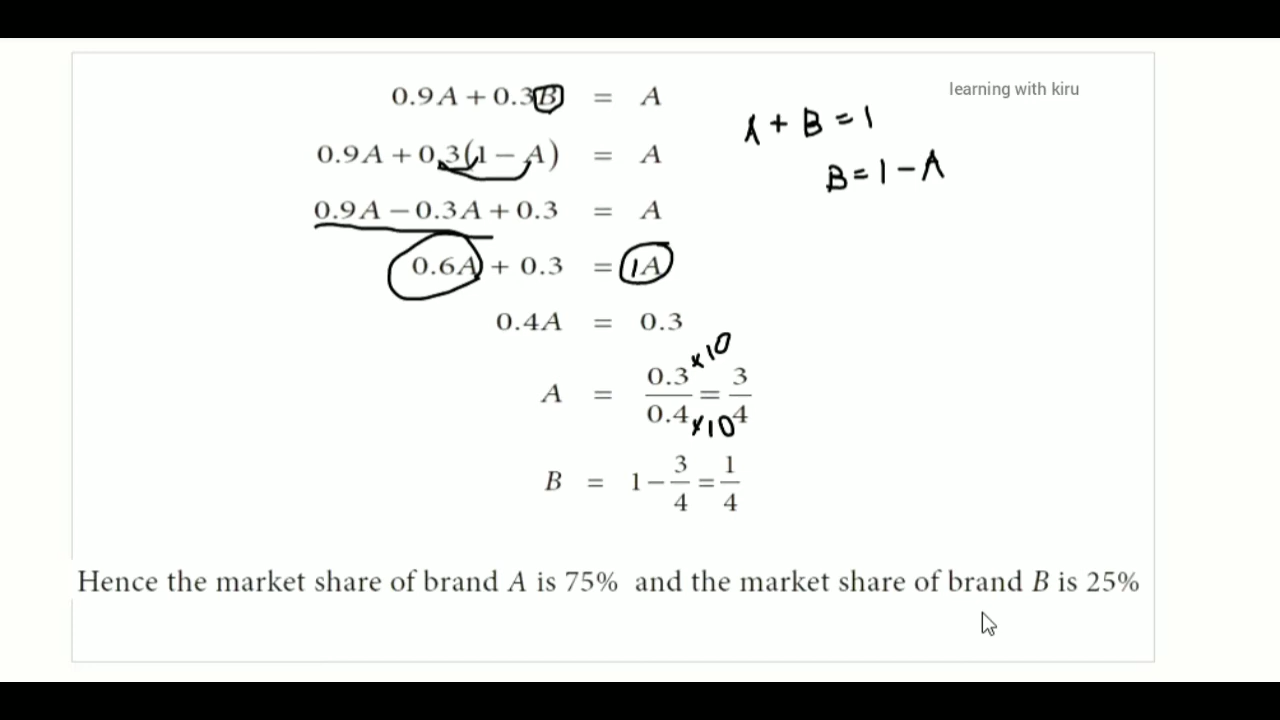 learning with kiru
0.9A + 0.3B = A
A + B = 1
0.9A + 0.3(1 − A) = A
B = 1 − A
0.9A − 0.3A + 0.3 = A
0.6A + 0.3 = 1A
0.4A = 0.3
A = 0.3×10/0.4×10 = 3/4
B = 1 − 3/4 = 1/4
Hence the market share of brand A is 75% and the market share of brand B is 25%